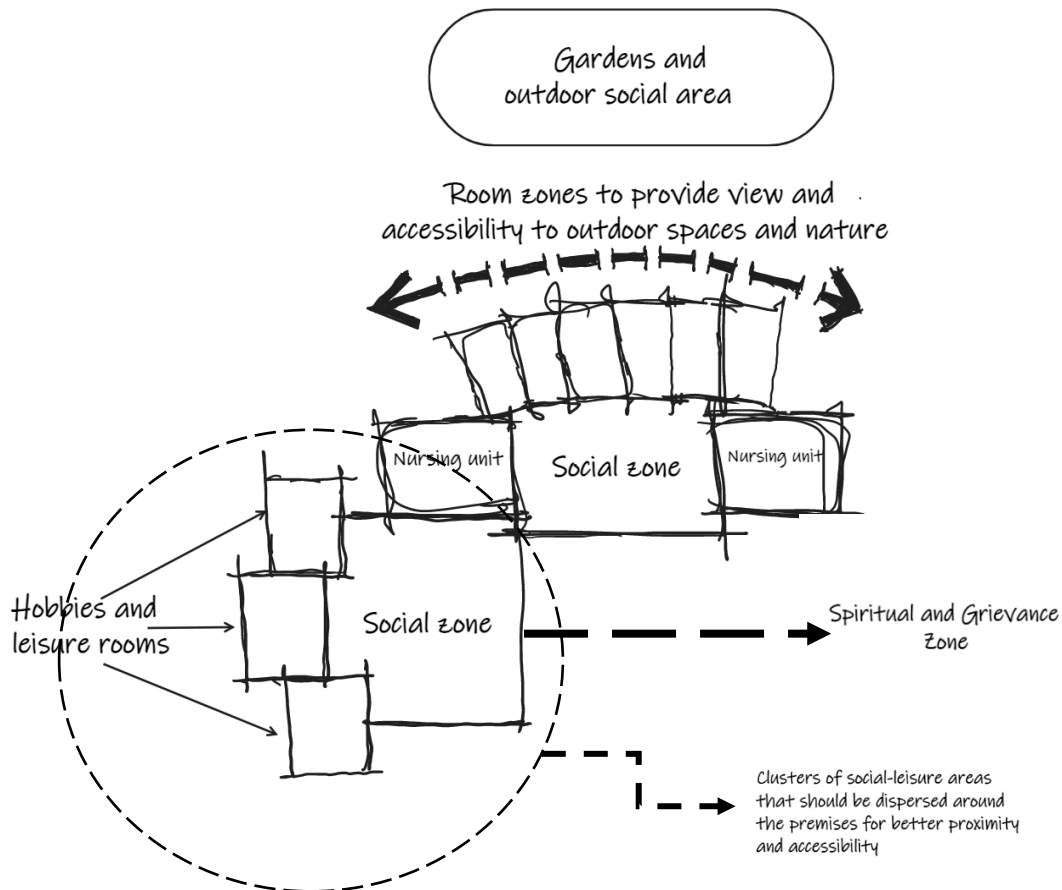 Gardens and
outdoor social area
Room zones to provide view and
accessibility to outdoor spaces and nature
Nursing unit
Social zone
Nursing unit
Hobbies and
leisure rooms
Social zone
Spiritual and Grievance
Zone
Clusters of social-leisure areas
that should be dispersed around
the premises for better proximity
and accessibility